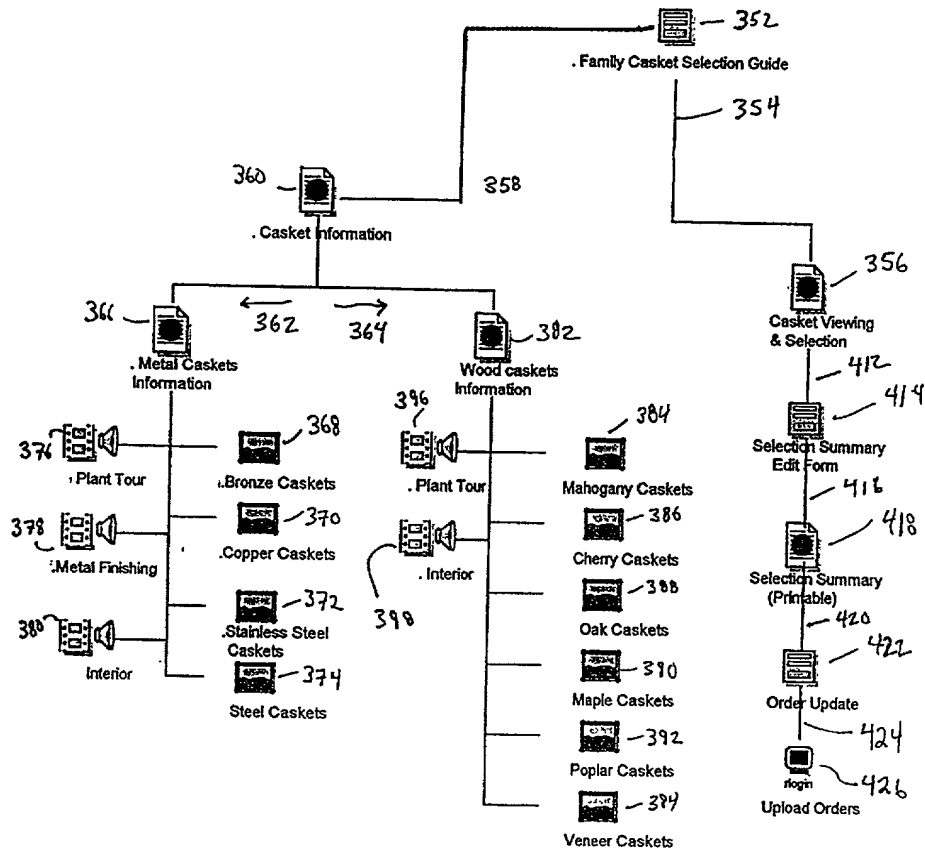 352
. Family Casket Selection Guide
354
360
358
. Casket Information
356
Casket Viewing
& Selection
366
362
364
382
. Metal Caskets
Information
Wood caskets
Information
412
414
Selection Summary
Edit Form
376
. Plant Tour
368
.Bronze Caskets
396
. Plant Tour
384
Mahogany Caskets
416
378
.Metal Finishing
370
.Copper Caskets
398
. Interior
386
Cherry Caskets
418
Selection Summary
(Printable)
380
Interior
372
.Stainless Steel
Caskets
388
Oak Caskets
420
422
Order Update
374
Steel Caskets
390
Maple Caskets
424
392
Poplar Caskets
rlogin
426
Upload Orders
394
Veneer Caskets